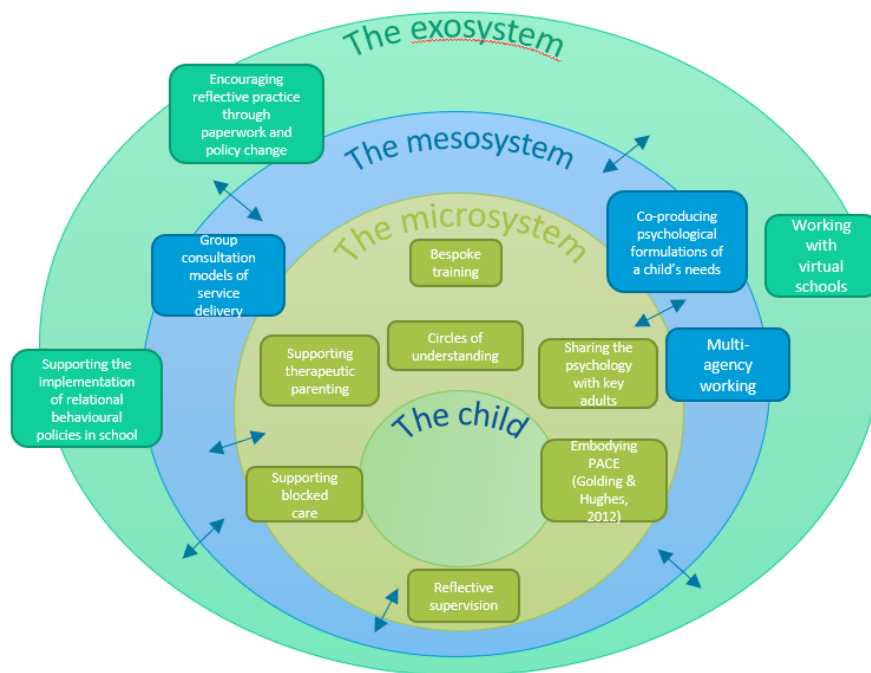 The exosystem
Encouraging
reflective practice
through
paperwork and
policy change
The mesosystem
The microsystem
Co-producing
psychological
formulations of
a child's needs
Working
with
virtual
schools
Group
consultation
models of
service
delivery
Bespoke
training
Circles of
understanding
Supporting
therapeutic
parenting
Sharing the
psychology
with key
adults
Multi-
agency
working
Supporting the
implementation
of relational
behavioural
policies in school
The child
Embodying
PACE
(Golding &
Hughes,
2012)
Supporting
blocked
care
Reflective
supervision